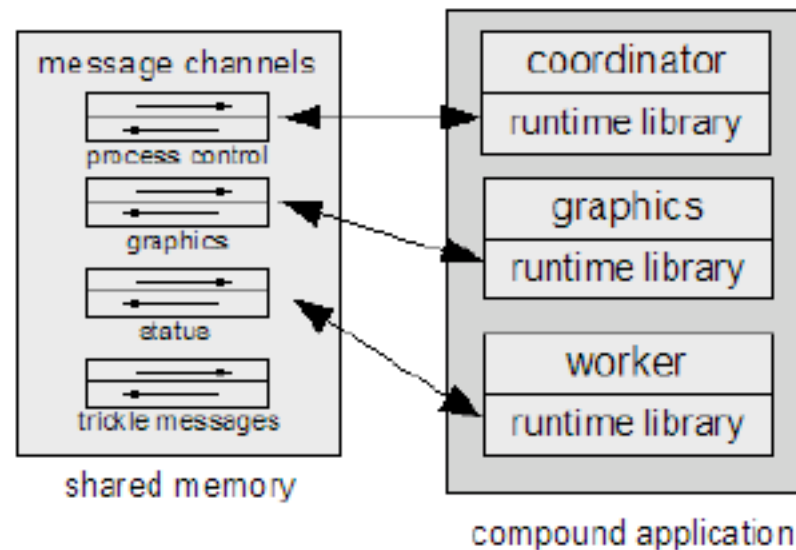 message channels
process control
graphics
status
trickle messages
shared memory
coordinator
runtime library
graphics
runtime library
worker
runtime library
compound application